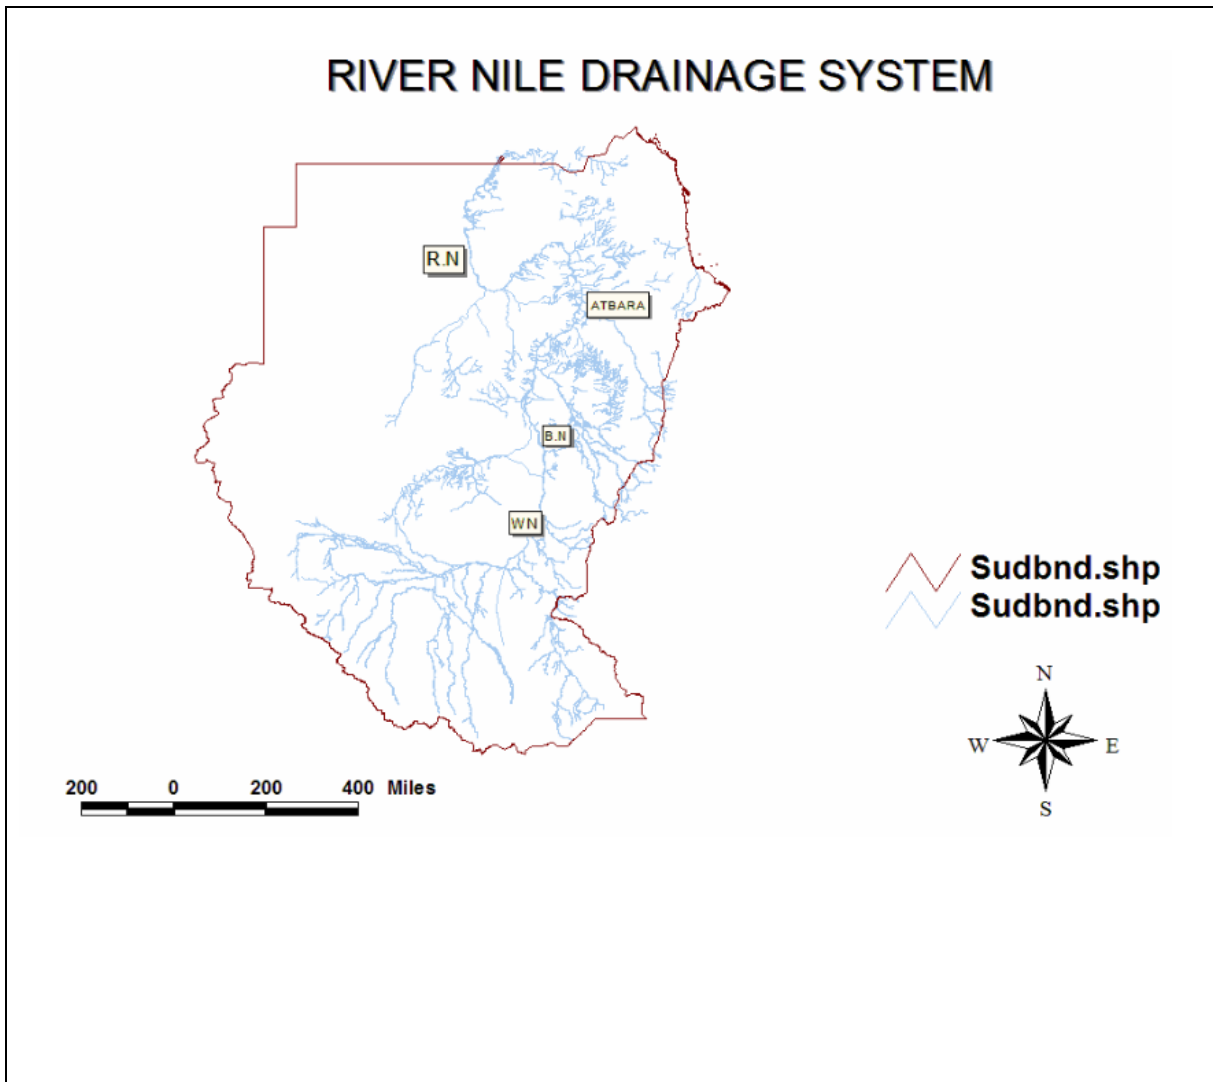 RIVER NILE DRAINAGE SYSTEM
R.N
ATBARA
B.N
WN
Sudbnd.shp
Sudbnd.shp
N
W E
S
200 0 200 400 Miles